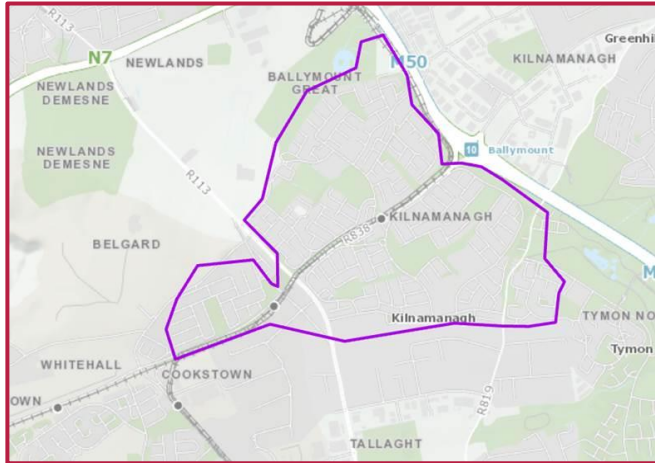 R113
N7
NEWLANDS
M50
Greenhil
KILNAMANAGH
NEWLANDS
DEMESNE
BALLYMOUNT
GREAT
NEWLANDS
DEMESNE
10 Ballymount
R113
KILNAMANAGH
R838
BELGARD
M
Kilnamanagh
TYMON NO
Tymon
WHITEHALL
COOKSTOWN
OWN
R819
TALLAGHT